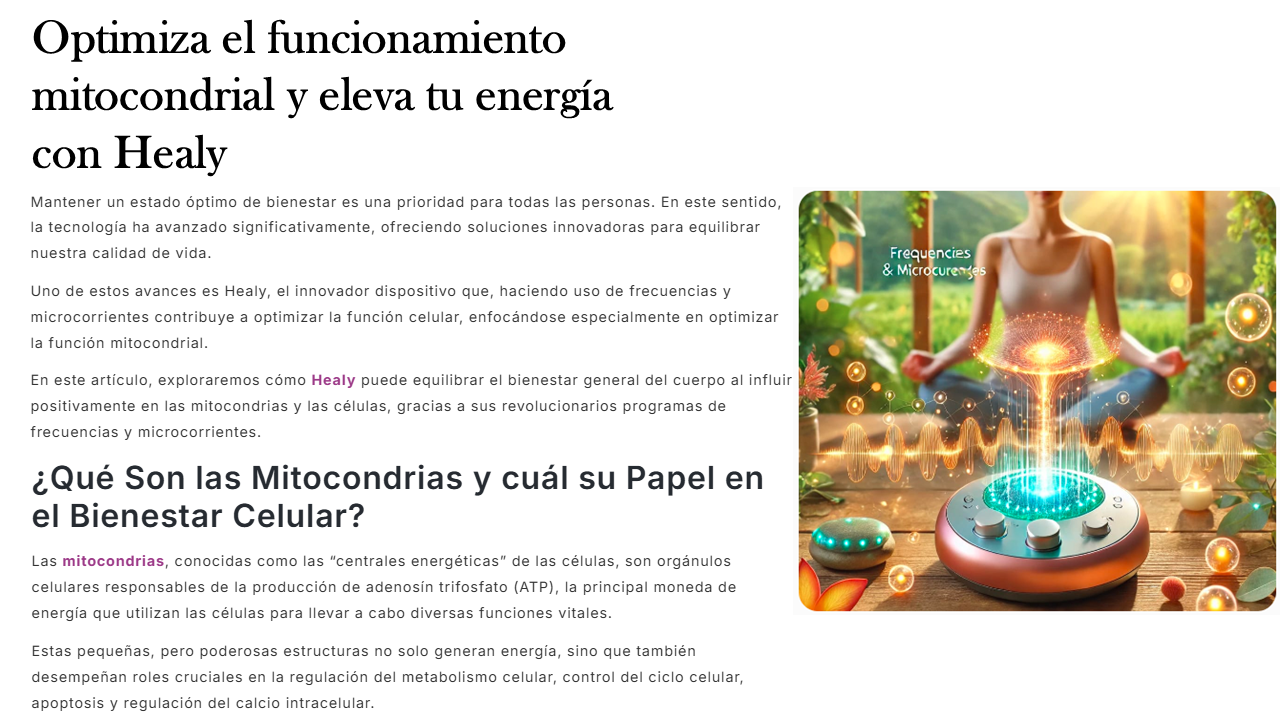 Optimiza el funcionamiento
mitocondrial y eleva tu energía
con Healy
Mantener un estado óptimo de bienestar es una prioridad para todas las personas. En este sentido,
la tecnología ha avanzado significativamente, ofreciendo soluciones innovadoras para equilibrar
nuestra calidad de vida.
Uno de estos avances es Healy, el innovador dispositivo que, haciendo uso de frecuencias y
microcorrientes contribuye a optimizar la función celular, enfocándose especialmente en optimizar
la función mitocondrial.
En este artículo, exploraremos cómo Healy puede equilibrar el bienestar general del cuerpo al influir
positivamente en las mitocondrias y las células, gracias a sus revolucionarios programas de
frecuencias y microcorrientes.
Frequencies
&
¿Qué Son las Mitocondrias y cuál su Papel en
el Bienestar Celular?
Las mitocondrias, conocidas como las “centrales energéticas” de las células, son orgánulos
celulares responsables de la producción de adenosín trifosfato (ATP), la principal moneda de
energía que utilizan las células para llevar a cabo diversas funciones vitales.
Estas pequeñas, pero poderosas estructuras no solo generan energía, sino que también
desempeñan roles cruciales en la regulación del metabolismo celular, control del ciclo celular,
apoptosis y regulación del calcio intracelular.